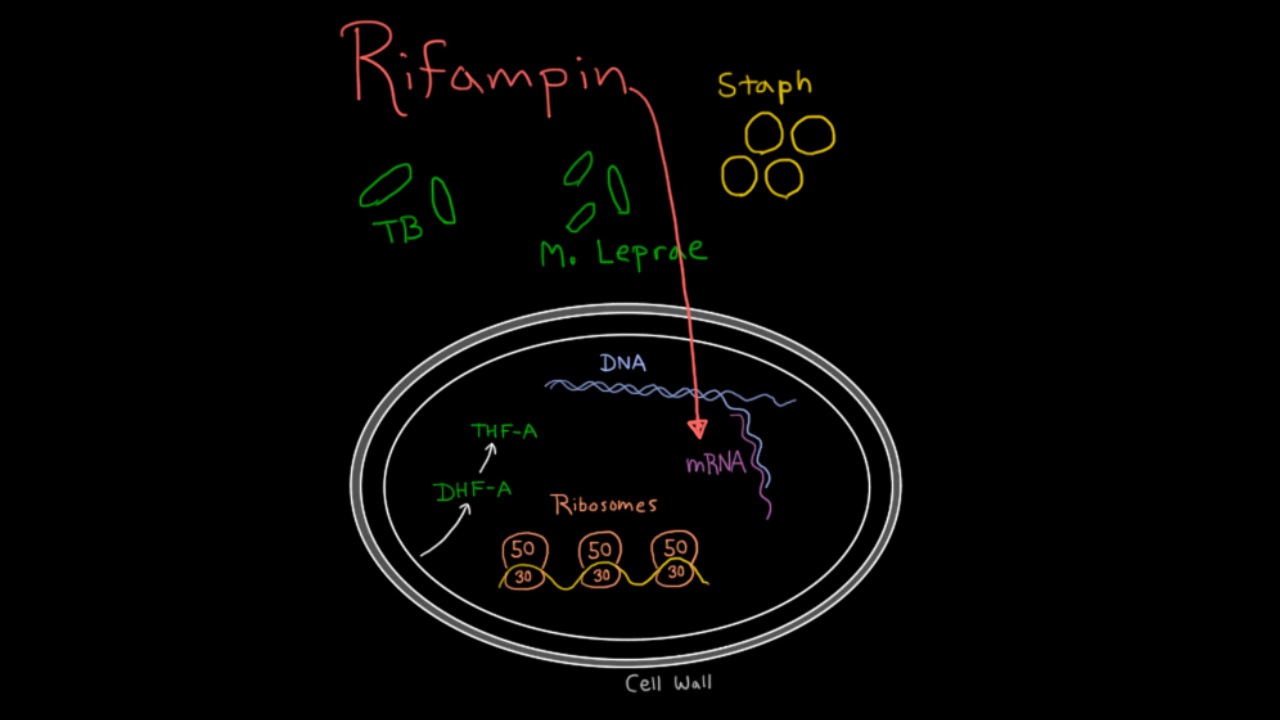 Rifampin
Staph
TB
M. Leprae
DNA
THF-A
mRNA
DHF-A
Ribosomes
50 50 50
30 30 30
Cell Wall